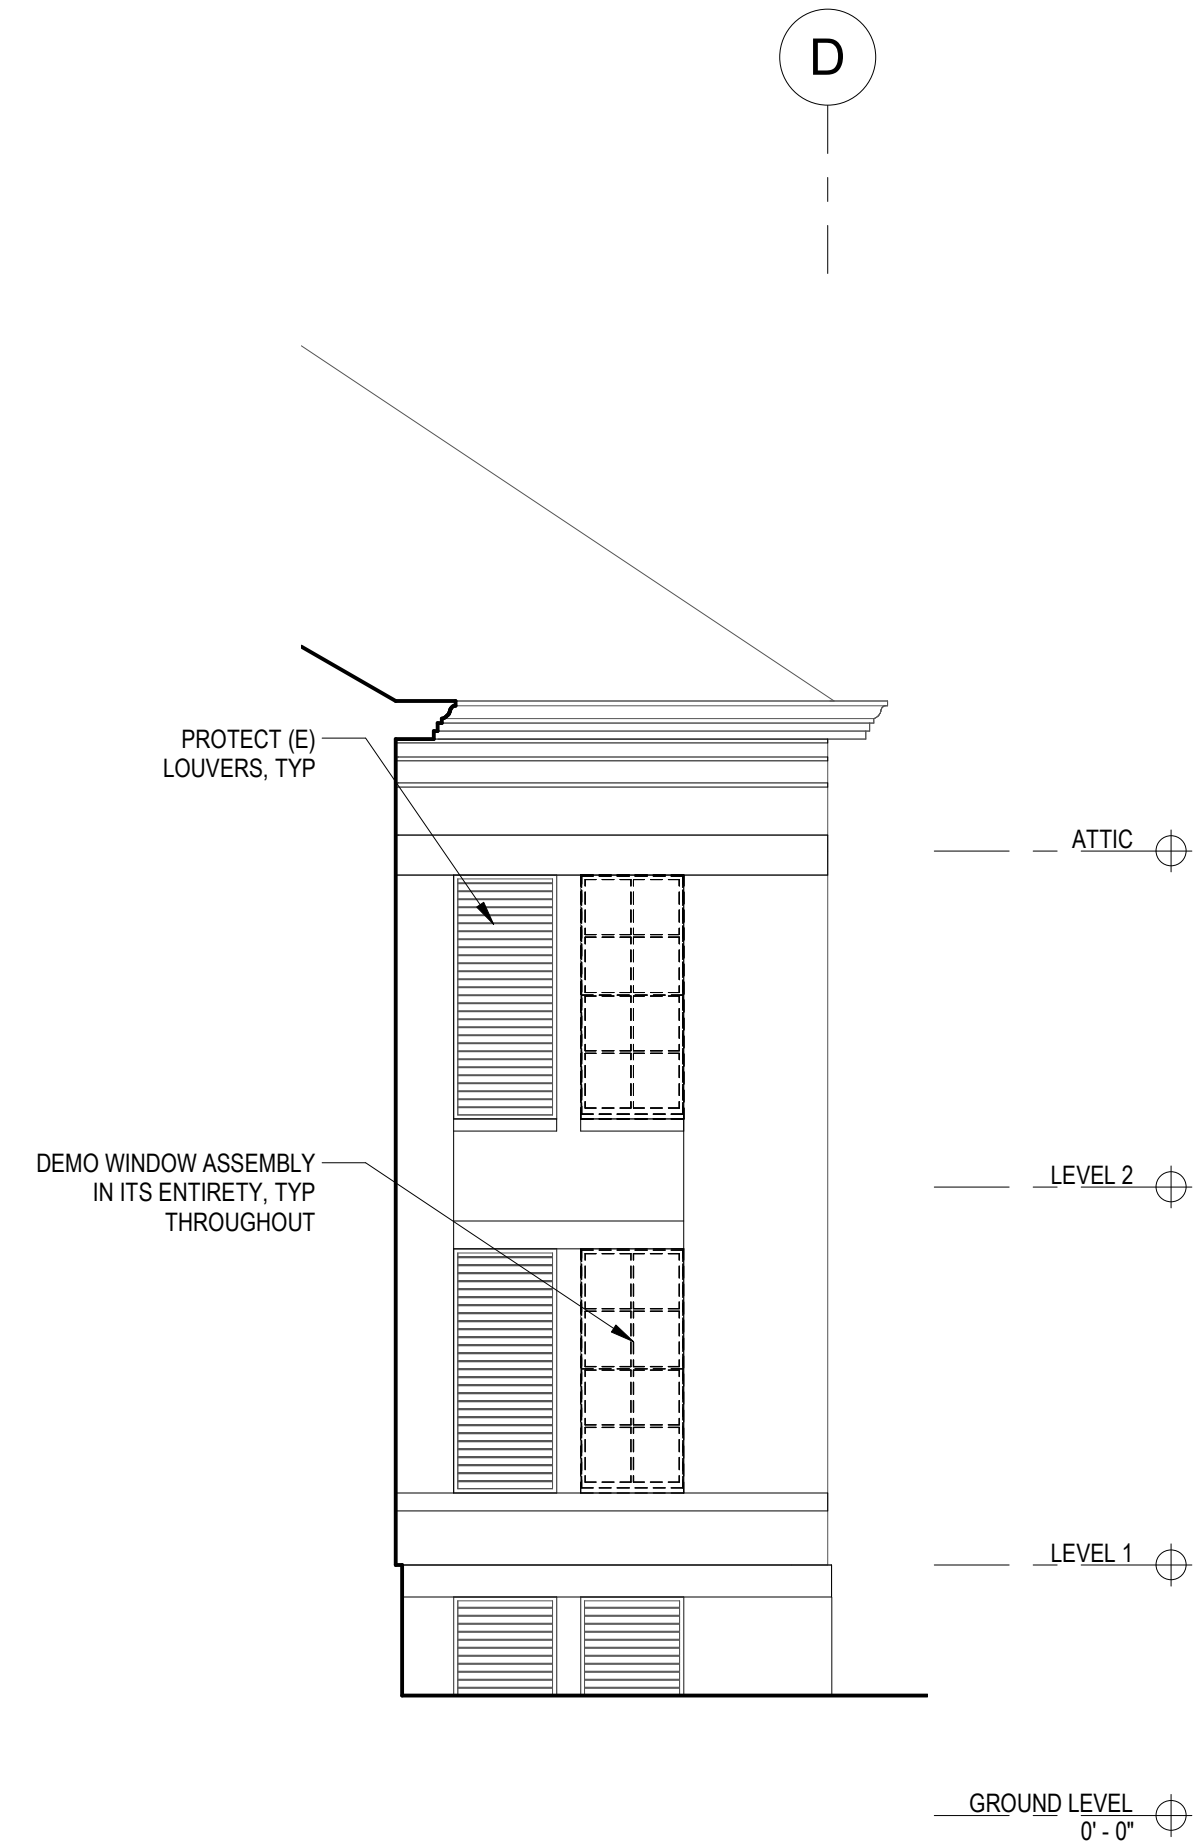 D
PROTECT (E)
LOUVERS, TYP
ATTIC
DEMO WINDOW ASSEMBLY
IN ITS ENTIRETY, TYP
THROUGHOUT
LEVEL 2
LEVEL 1
GROUND LEVEL
0' - 0"